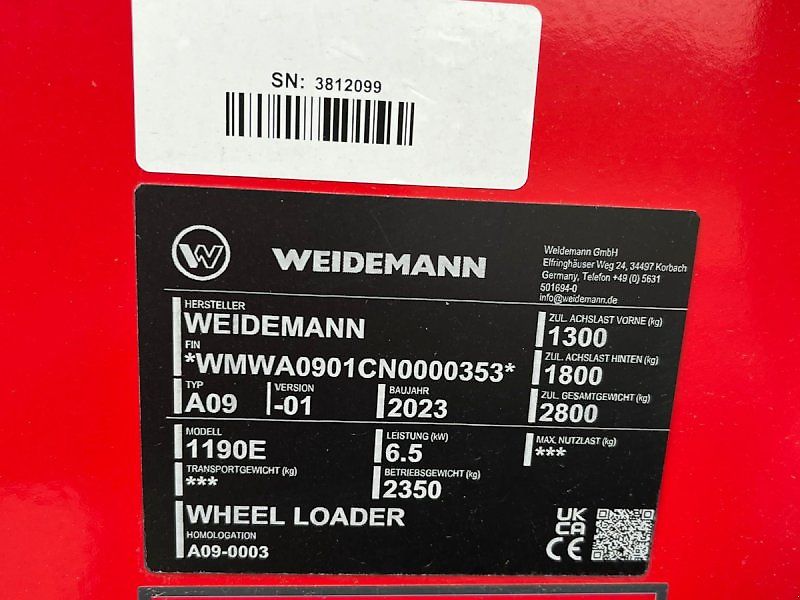 SN: 3812099
W WEIDEMANN
Weidemann GmbH
Elfringhäuser Weg 24, 34497 Korbach
Germany, Telefon +49 (0) 5631
501694-0
info@weidemann.de
HERSTELLER
WEIDEMANN
FIN
*WMWA0901CN0000353*
TYP
A09
VERSION
-01
BAUJAHR
2023
ZUL. ACHSLAST VORNE (kg)
1300
ZUL. ACHSLAST HINTEN (kg)
1800
ZUL. GESAMTGEWICHT (kg)
2800
MODELL
1190E
LEISTUNG (kW)
6.5
MAX. NUTZLAST (kg)
***
TRANSPORTGEWICHT (kg)
***
BETRIEBSGEWICHT (kg)
2350
WHEEL LOADER
HOMOLOGATION
A09-0003
UK
CA
CE